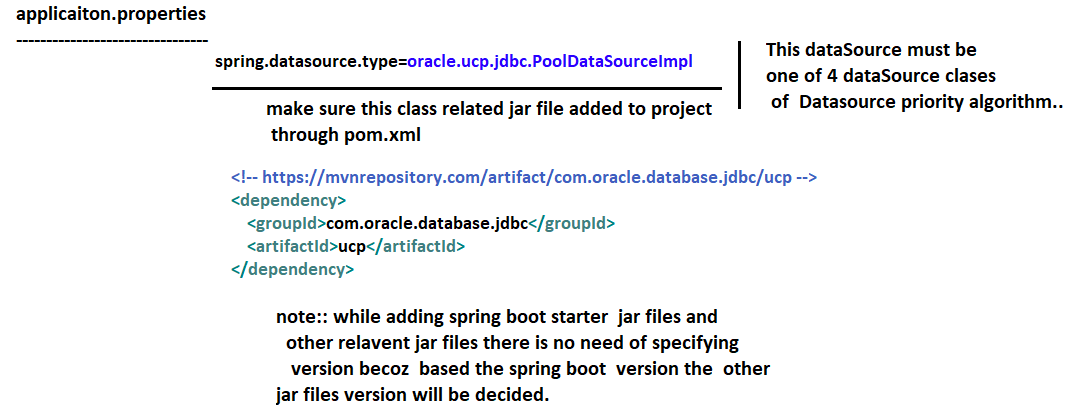 applicaiton.properties
--------------------------------
spring.datasource.type=oracle.ucp.jdbc.PoolDataSourceImpl
This dataSource must be
one of 4 dataSource clases
of Datasource priority algorithm..
make sure this class related jar file added to project
through pom.xml
<!-- https://mvnrepository.com/artifact/com.oracle.database.jdbc/ucp -->
<dependency>
<groupId>com.oracle.database.jdbc</groupId>
<artifactId>ucp</artifactId>
</dependency>
note:: while adding spring boot starter jar files and
other relavent jar files there is no need of specifying
version becoz based the spring boot version the other
jar files version will be decided.